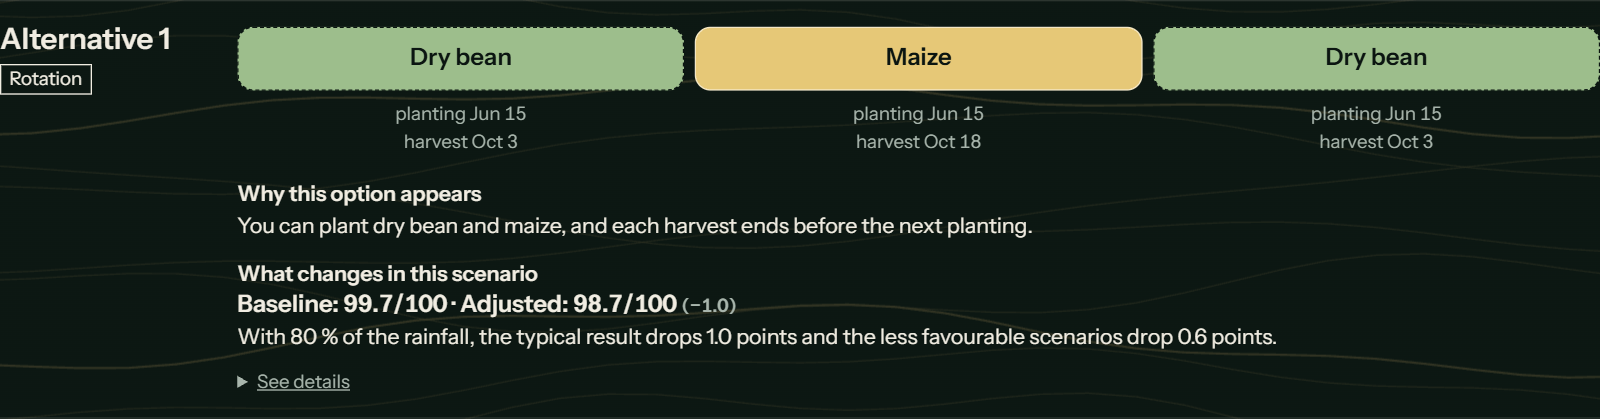 Alternative 1
Rotation
Dry bean
planting Jun 15
harvest Oct 3
Maize
planting Jun 15
harvest Oct 18
Dry bean
planting Jun 15
harvest Oct 3
Why this option appears
You can plant dry bean and maize, and each harvest ends before the next planting.
What changes in this scenario
Baseline: 99.7/100 · Adjusted: 98.7/100 (−1.0)
With 80 % of the rainfall, the typical result drops 1.0 points and the less favourable scenarios drop 0.6 points.
▶ See details